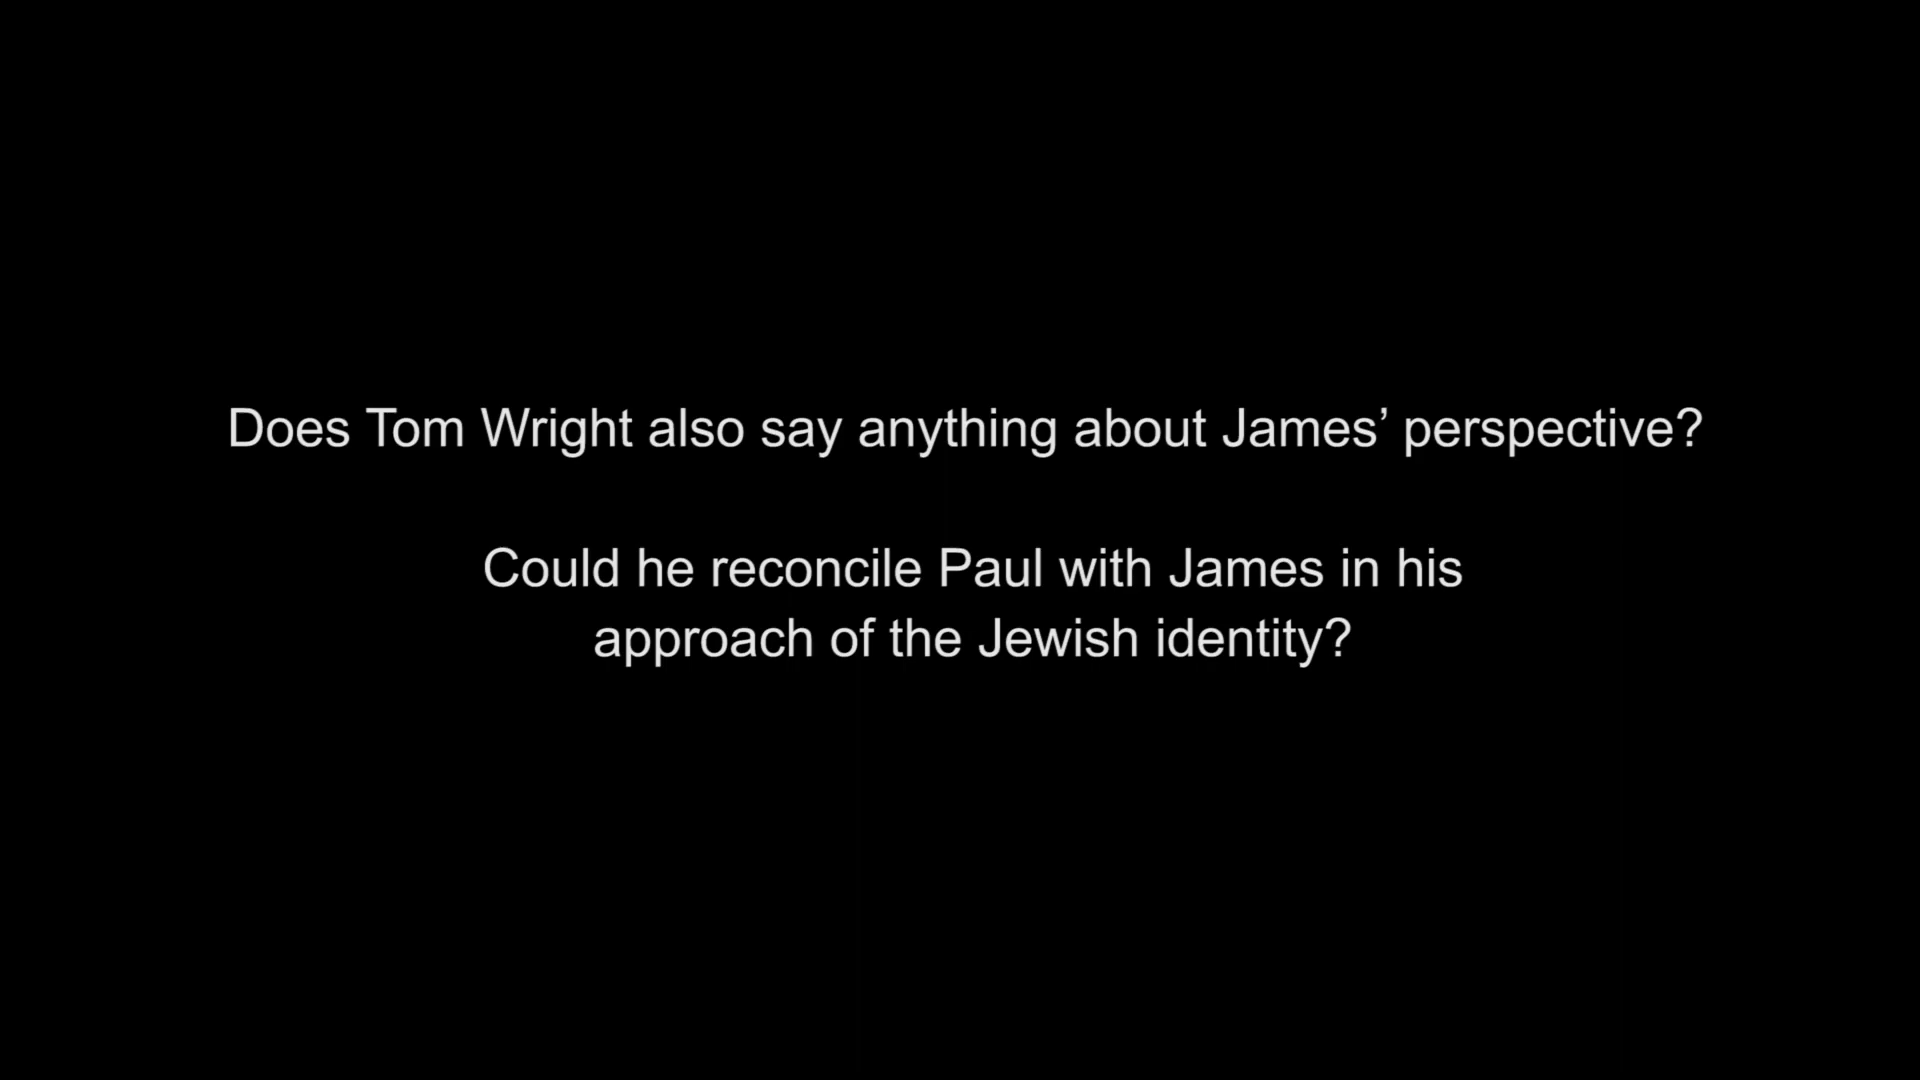 Does Tom Wright also say anything about James’ perspective?
Could he reconcile Paul with James in his
approach of the Jewish identity?